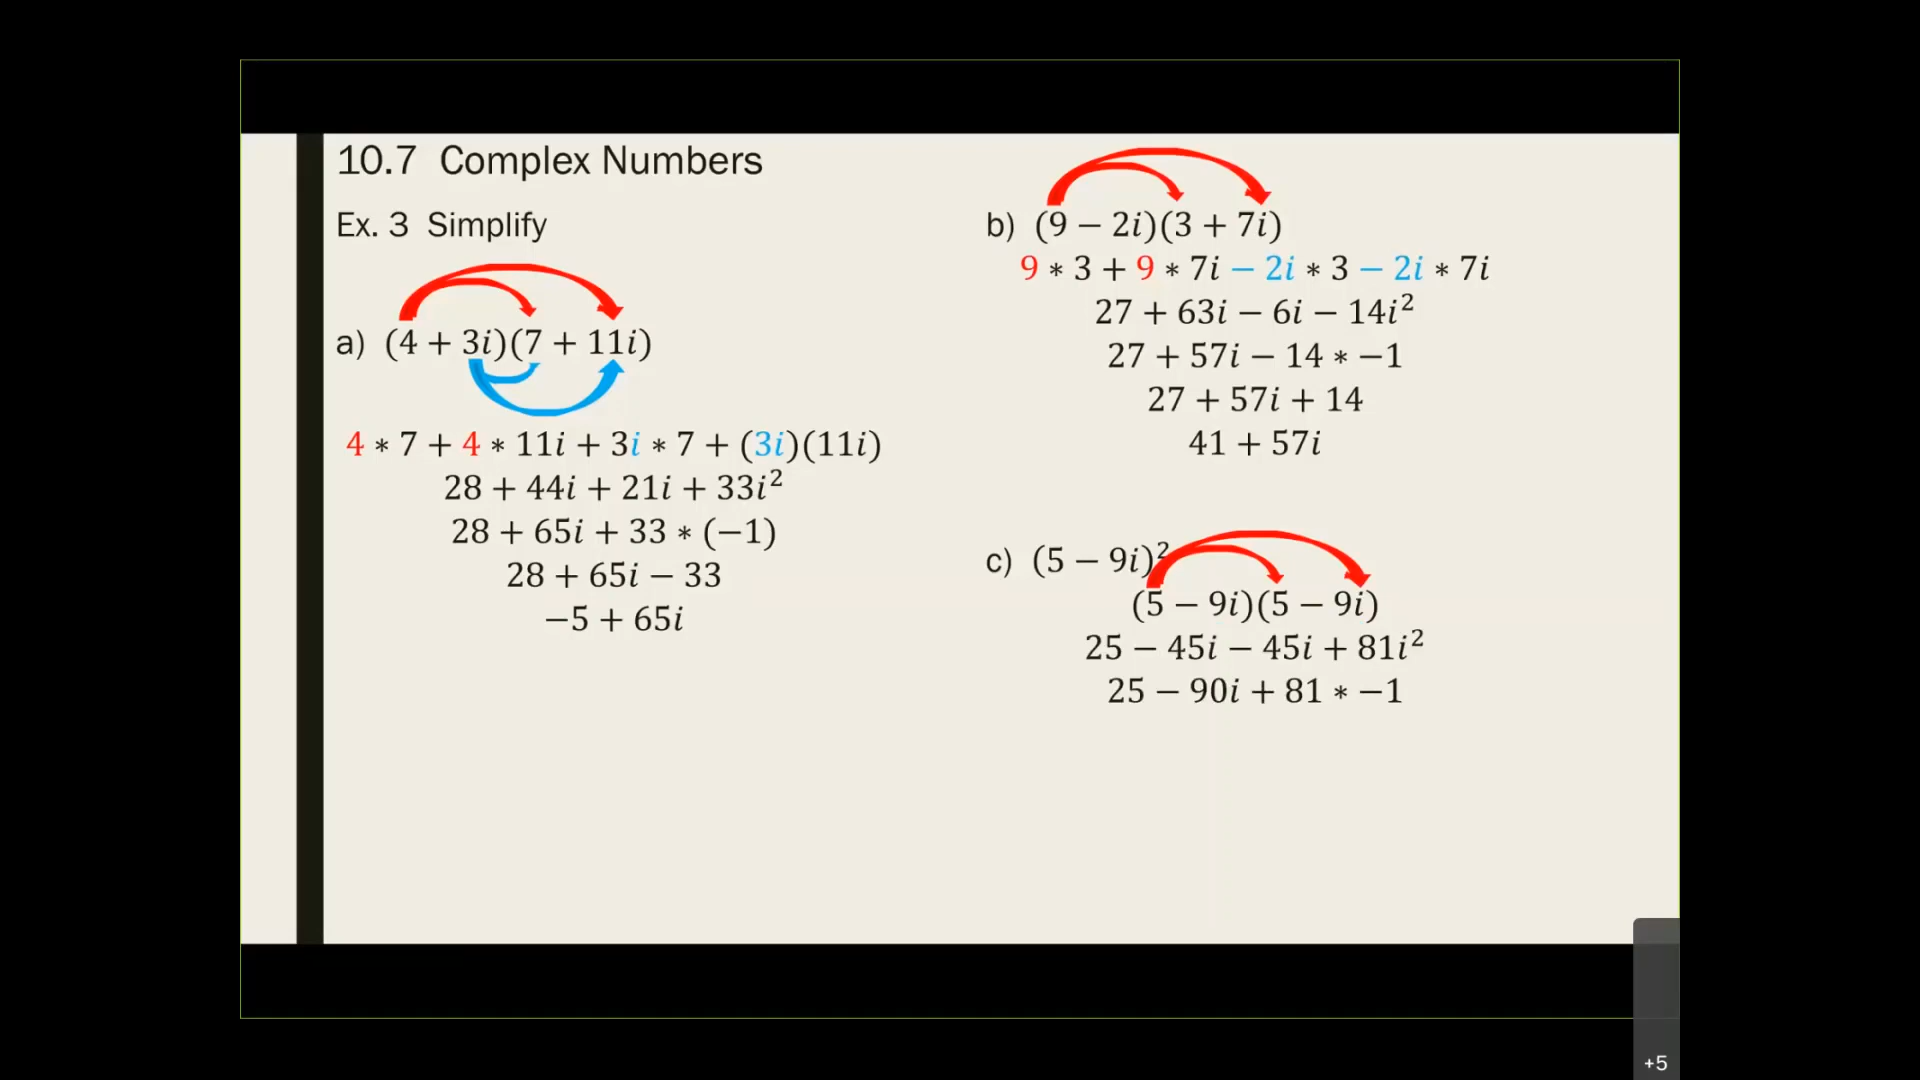 10.7 Complex Numbers
Ex. 3 Simplify
a) (4 + 3i)(7 + 11i)
4 ∗ 7 + 4 ∗ 11i + 3i ∗ 7 + (3i)(11i)
28 + 44i + 21i + 33i²
28 + 65i + 33 ∗ (−1)
28 + 65i − 33
−5 + 65i
b) (9 − 2i)(3 + 7i)
9 ∗ 3 + 9 ∗ 7i − 2i ∗ 3 − 2i ∗ 7i
27 + 63i − 6i − 14i²
27 + 57i − 14 ∗ −1
27 + 57i + 14
41 + 57i
c) (5 − 9i)²
(5 − 9i)(5 − 9i)
25 − 45i − 45i + 81i²
25 − 90i + 81 ∗ −1
+5